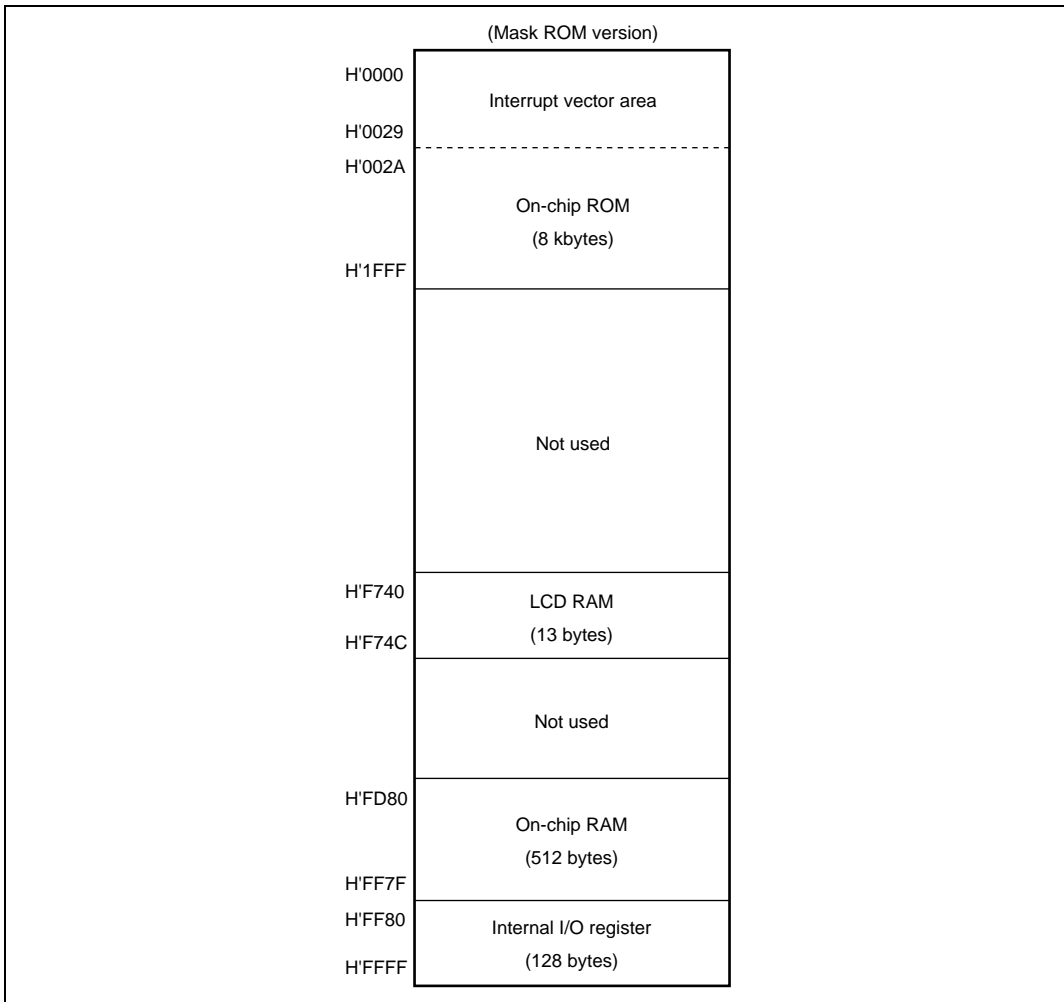 (Mask ROM version)
H'0000
Interrupt vector area
H'0029
H'002A
On-chip ROM
(8 kbytes)
H'1FFF
Not used
H'F740
LCD RAM
(13 bytes)
H'F74C
Not used
H'FD80
On-chip RAM
(512 bytes)
H'FF7F
H'FF80
Internal I/O register
(128 bytes)
H'FFFF